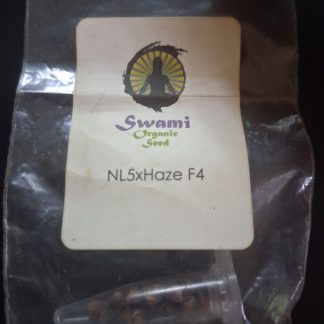 Swami
Organic
Seed
NL5xHaze F4